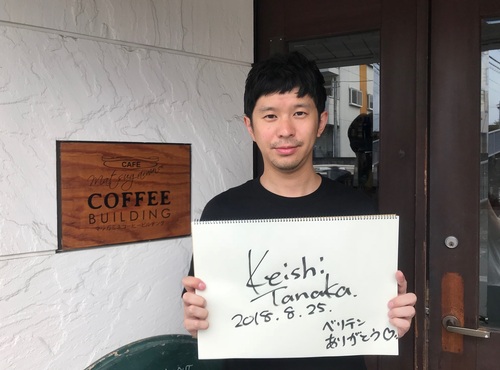 CAFE
COFFEE
BUILDING
Keishi
Tanaka.
2018.8.25.
ベリテン
ありがとう♡。